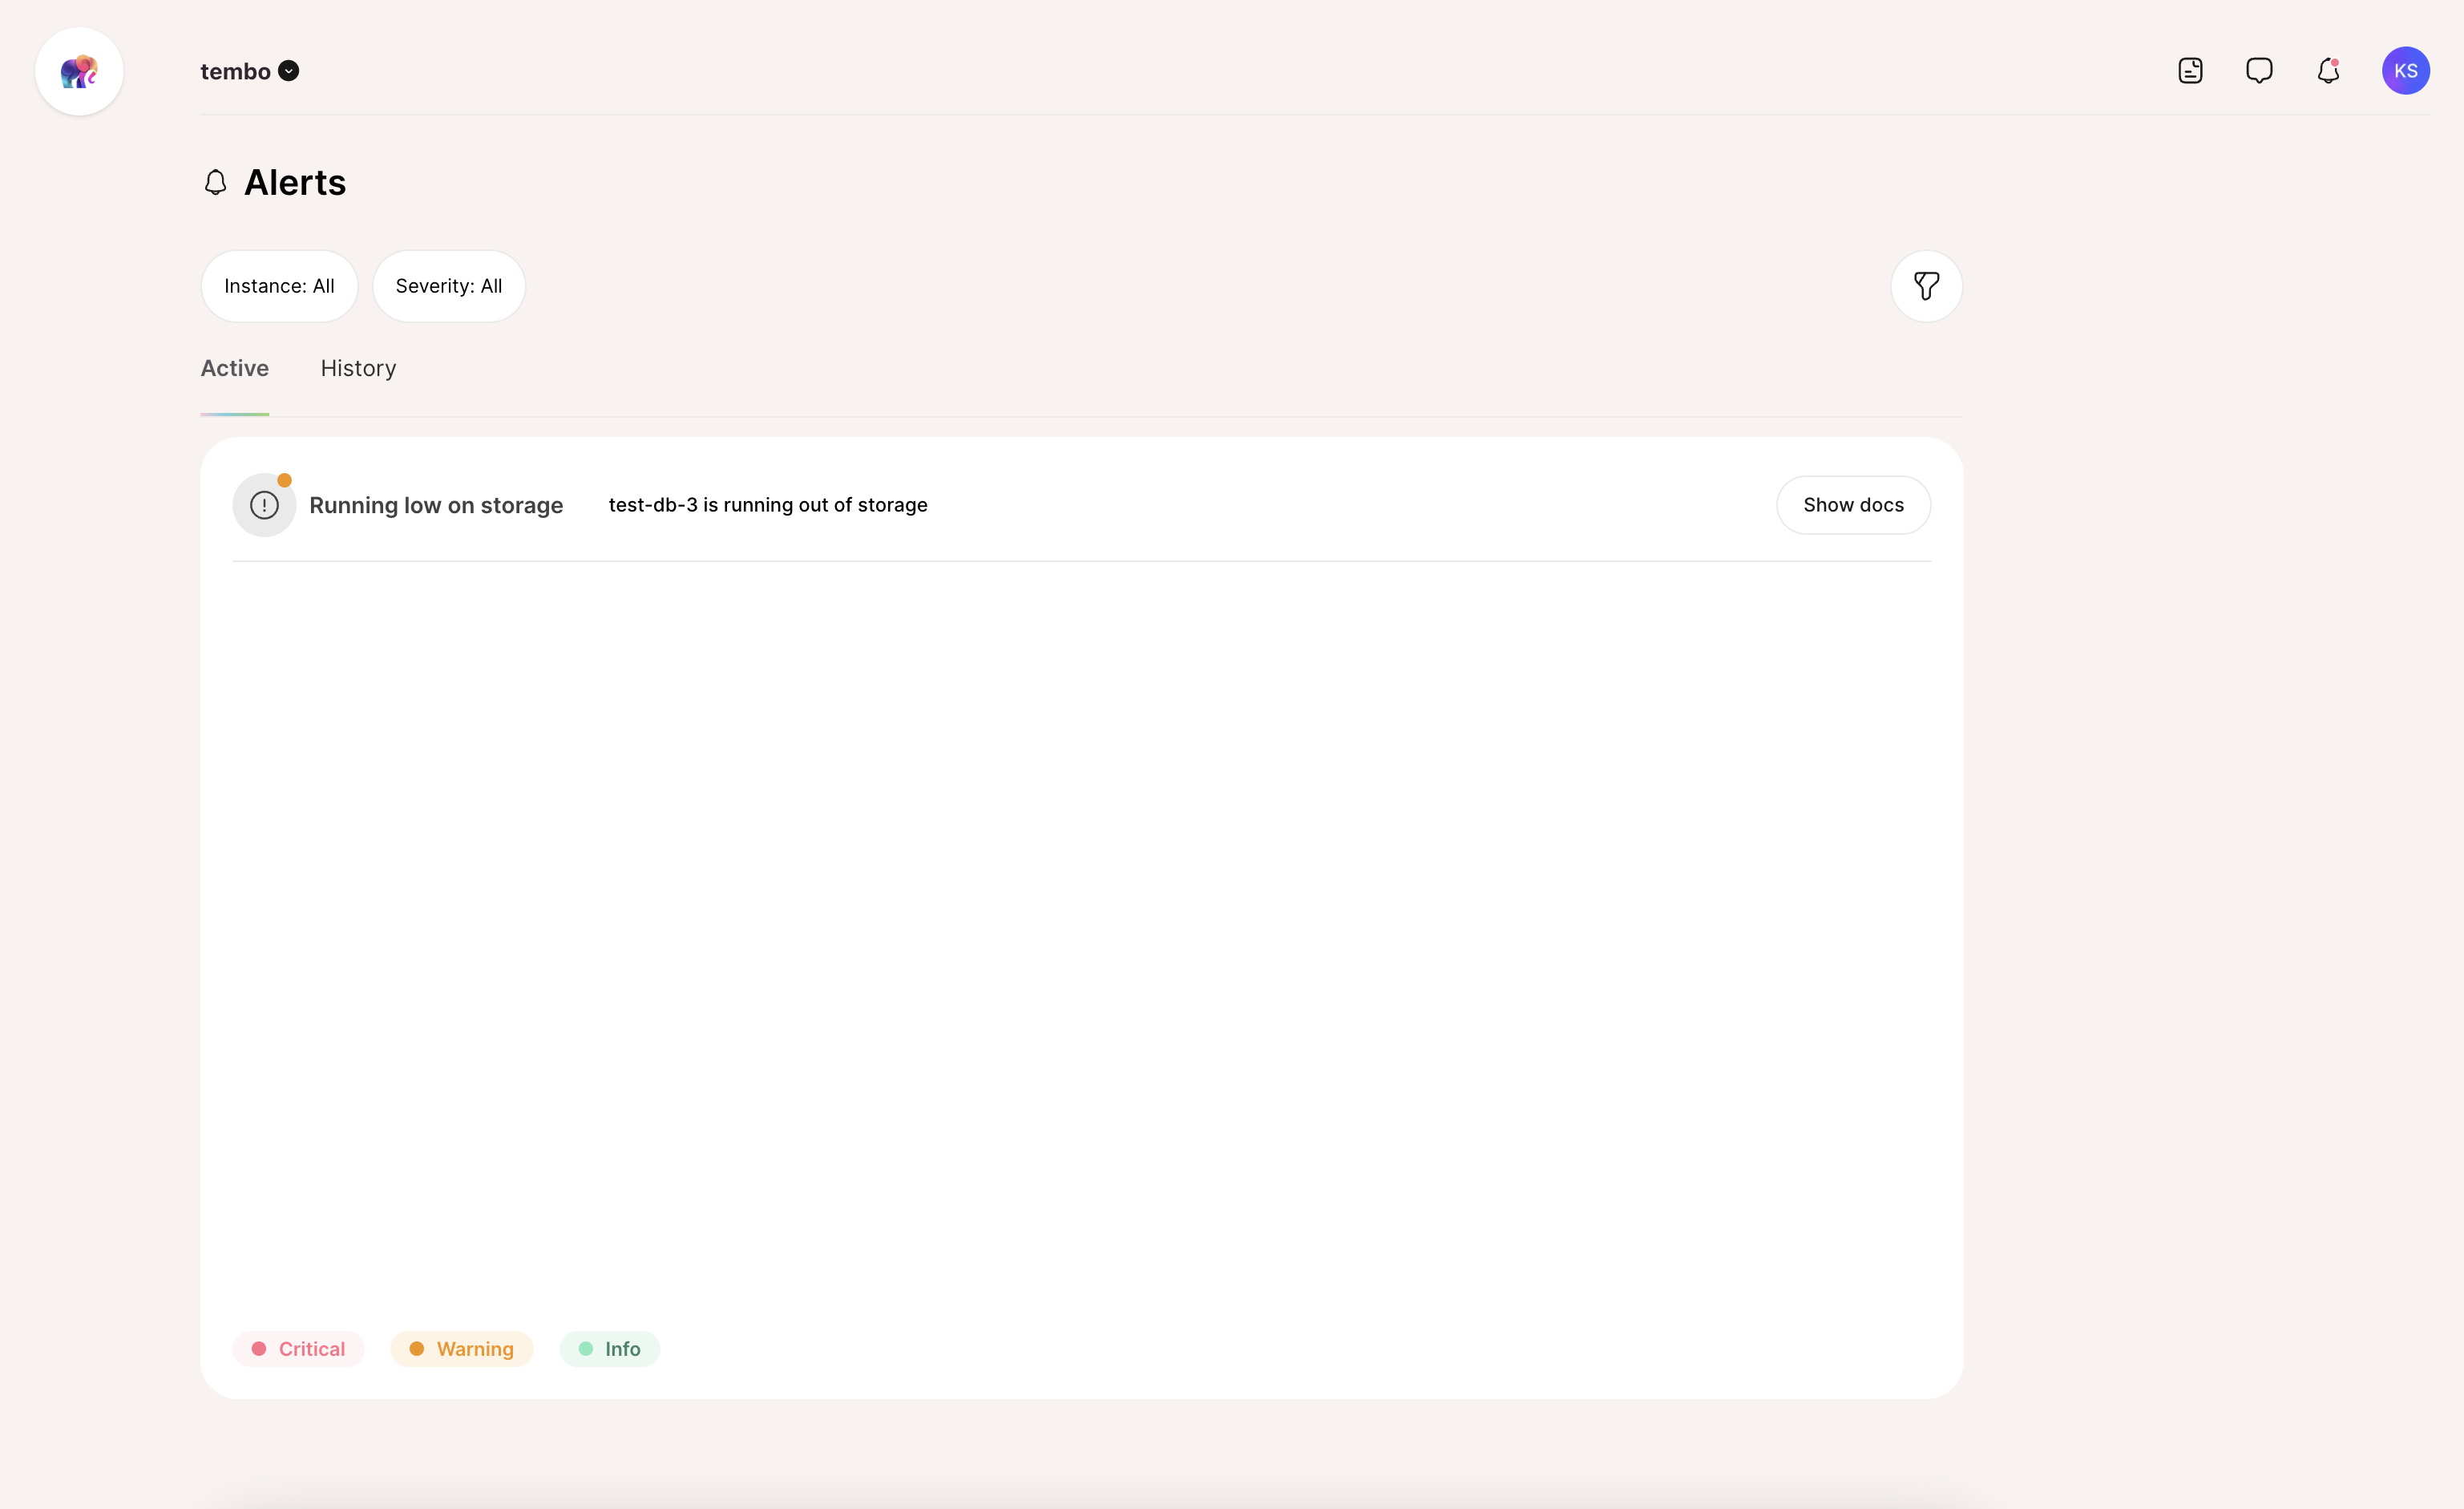 tembo
KS
Alerts
Instance: All
Severity: All
Active
History
Running low on storage
test-db-3 is running out of storage
Show docs
Critical
Warning
Info